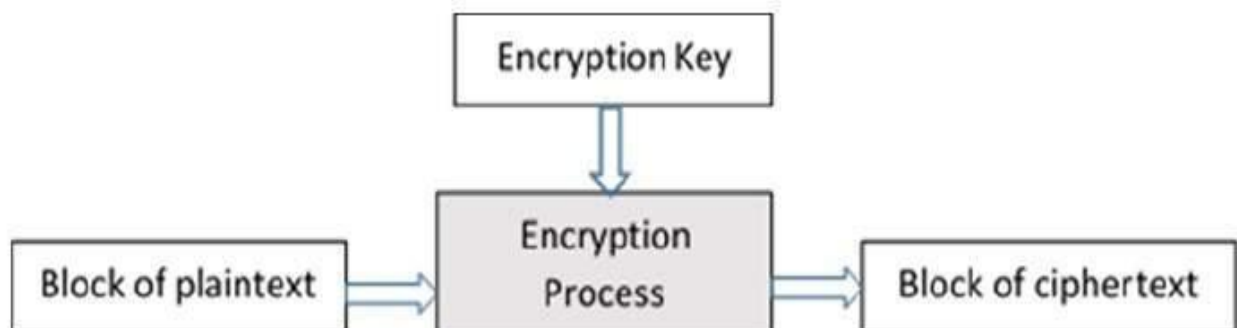 Encryption Key
Block of plaintext
Encryption
Process
Block of ciphertext